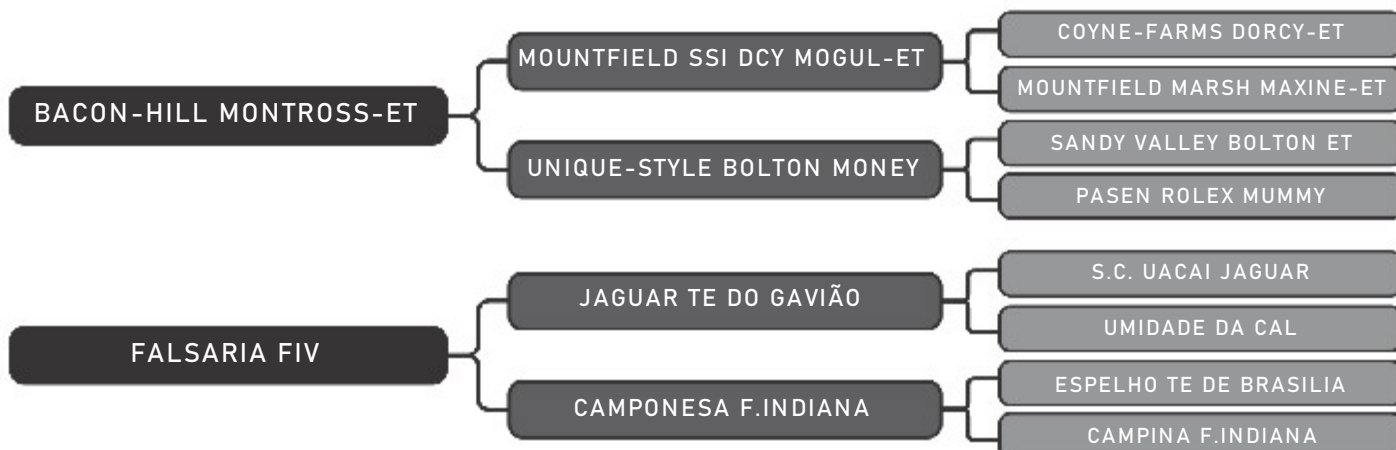 BACON-HILL MONTROSS-ET
MOUNTFIELD SSI DCY MOGUL-ET
COYNE-FARMS DORCY-ET
MOUNTFIELD MARSH MAXINE-ET
UNIQUE-STYLE BOLTON MONEY
SANDY VALLEY BOLTON ET
PASEN ROLEX MUMMY
FALSARIA FIV
JAGUAR TE DO GAVIÃO
S.C. UACAI JAGUAR
UMIDADE DA CAL
CAMPONESA F.INDIANA
ESPELHO TE DE BRASILIA
CAMPINA F.INDIANA